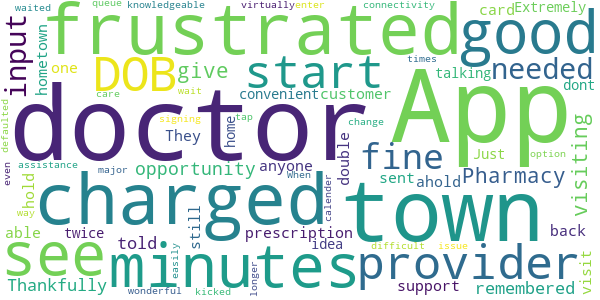 waited queue knowledgeable virtually enter connectivity card Extremely
frustrated good
input hometown one DOB give start needed
care wait convenient customer talking dont
defaulted doctor App
signing They home tap times change Just option visiting
double fine
even assistance opportunity anyone sent ahold Pharmacy
major When calender
hold charged town
way able twice told still prescription idea back
see minutes provider
difficult issue
Thankfully easily support remembered visit
wonderful kicked longer